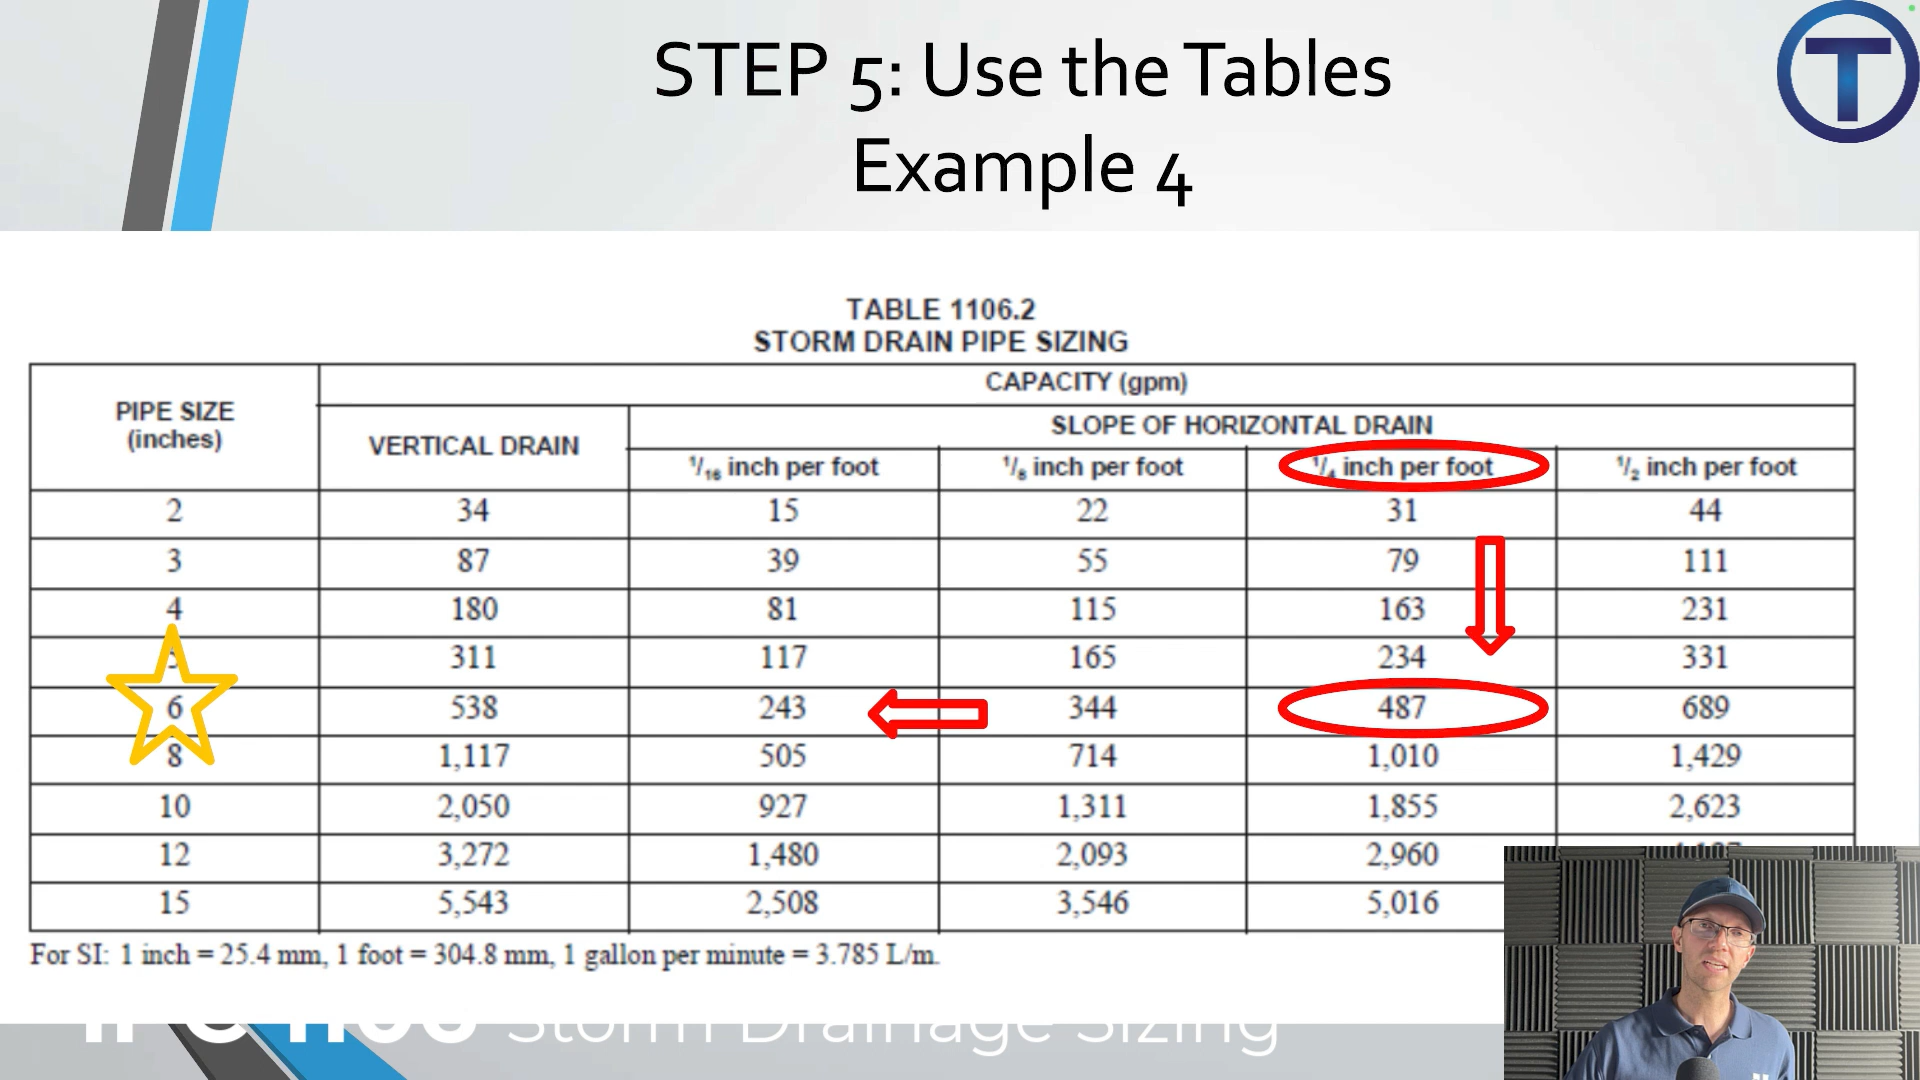 STEP 5: Use the Tables
Example 4
T
TABLE 1106.2
STORM DRAIN PIPE SIZING
PIPE SIZE (inches)
CAPACITY (gpm)
VERTICAL DRAIN
SLOPE OF HORIZONTAL DRAIN
1/16 inch per foot 1/8 inch per foot 1/4 inch per foot 1/2 inch per foot
2 34 15 22 31 44
3 87 39 55 79 111
4 180 81 115 163 231
311 117 165 234 331
6 538 243 344 487 689
8 1,117 505 714 1,010 1,429
10 2,050 927 1,311 1,855 2,623
12 3,272 1,480 2,093 2,960
15 5,543 2,508 3,546 5,016
For SI: 1 inch = 25.4 mm, 1 foot = 304.8 mm, 1 gallon per minute = 3.785 L/m.
Storm Drainage Sizing